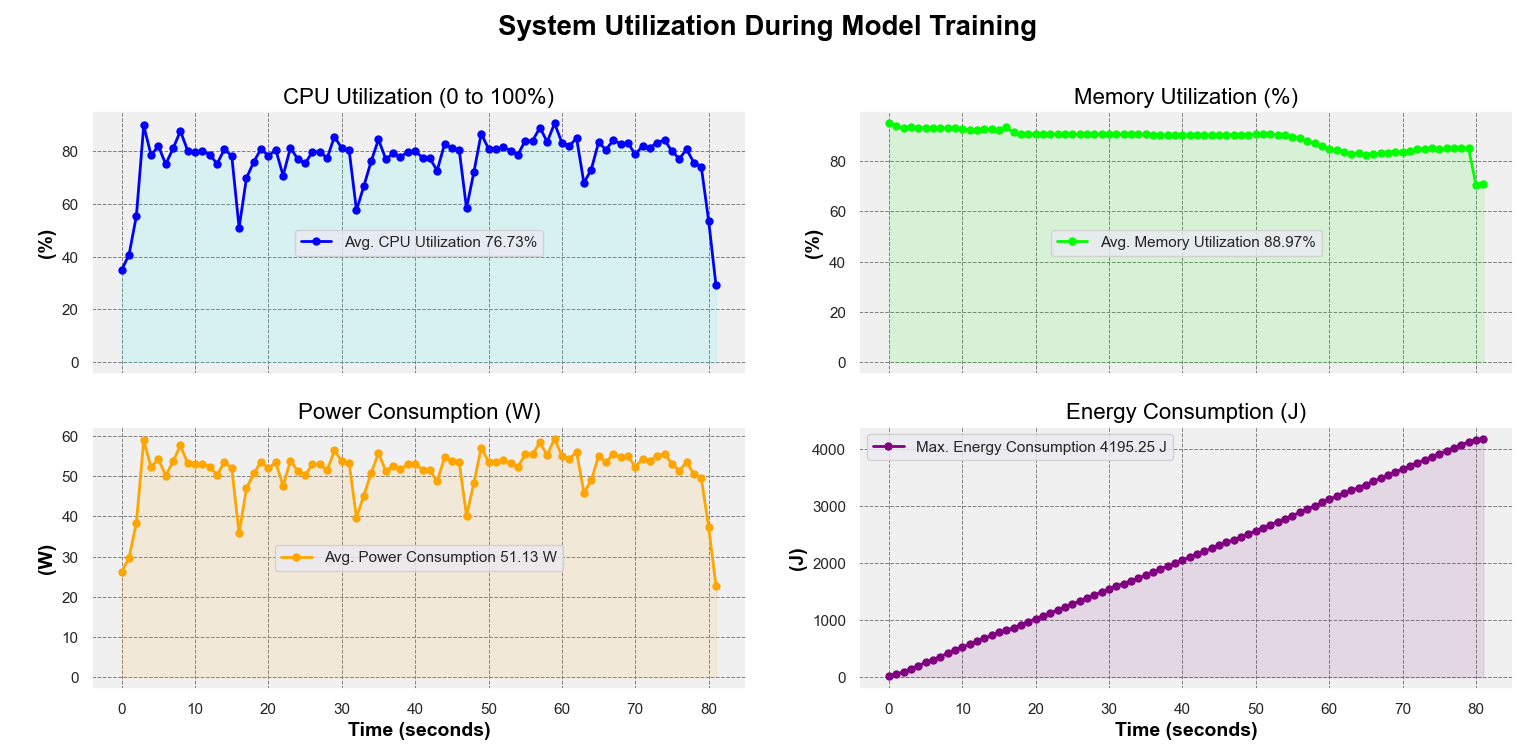 System Utilization During Model Training
CPU Utilization (0 to 100%)
(%)
80
60
40
20
0
Avg. CPU Utilization 76.73%
Memory Utilization (%)
(%)
80
60
40
20
0
Avg. Memory Utilization 88.97%
Power Consumption (W)
(W)
60
50
40
30
20
10
0
Avg. Power Consumption 51.13 W
0 10 20 30 40 50 60 70 80
Time (seconds)
Energy Consumption (J)
(J)
4000
3000
2000
1000
0
Max. Energy Consumption 4195.25 J
0 10 20 30 40 50 60 70 80
Time (seconds)